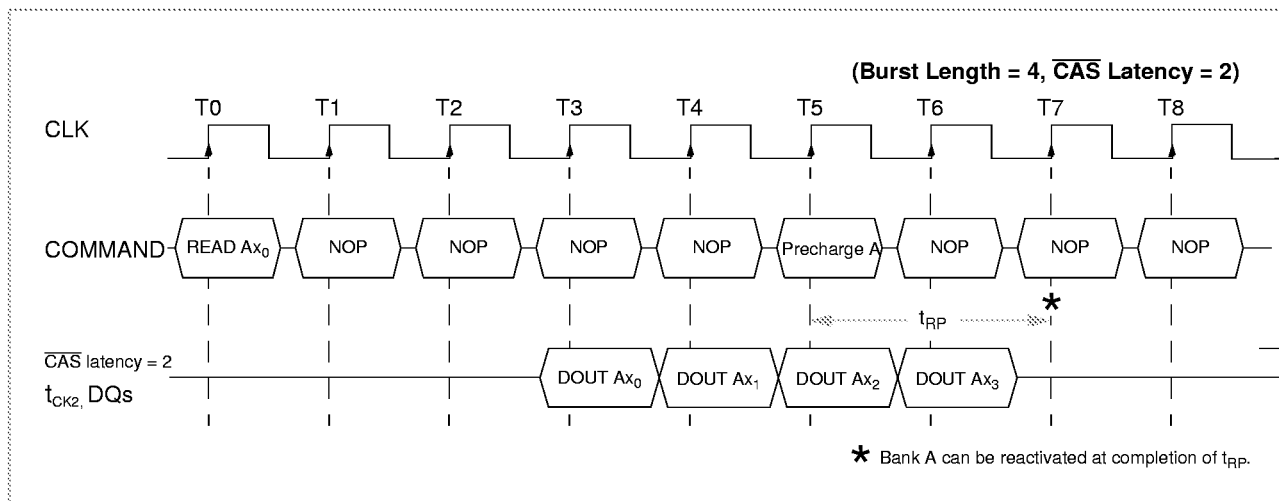 (Burst Length = 4, CAS Latency = 2)
T0 T1 T2 T3 T4 T5 T6 T7 T8
CLK
COMMAND READ Ax0 NOP NOP NOP NOP Precharge A NOP NOP NOP
*
tRP
CAS latency = 2
tCK2, DQs
DOUT Ax0 DOUT Ax1 DOUT Ax2 DOUT Ax3
* Bank A can be reactivated at completion of tRP.